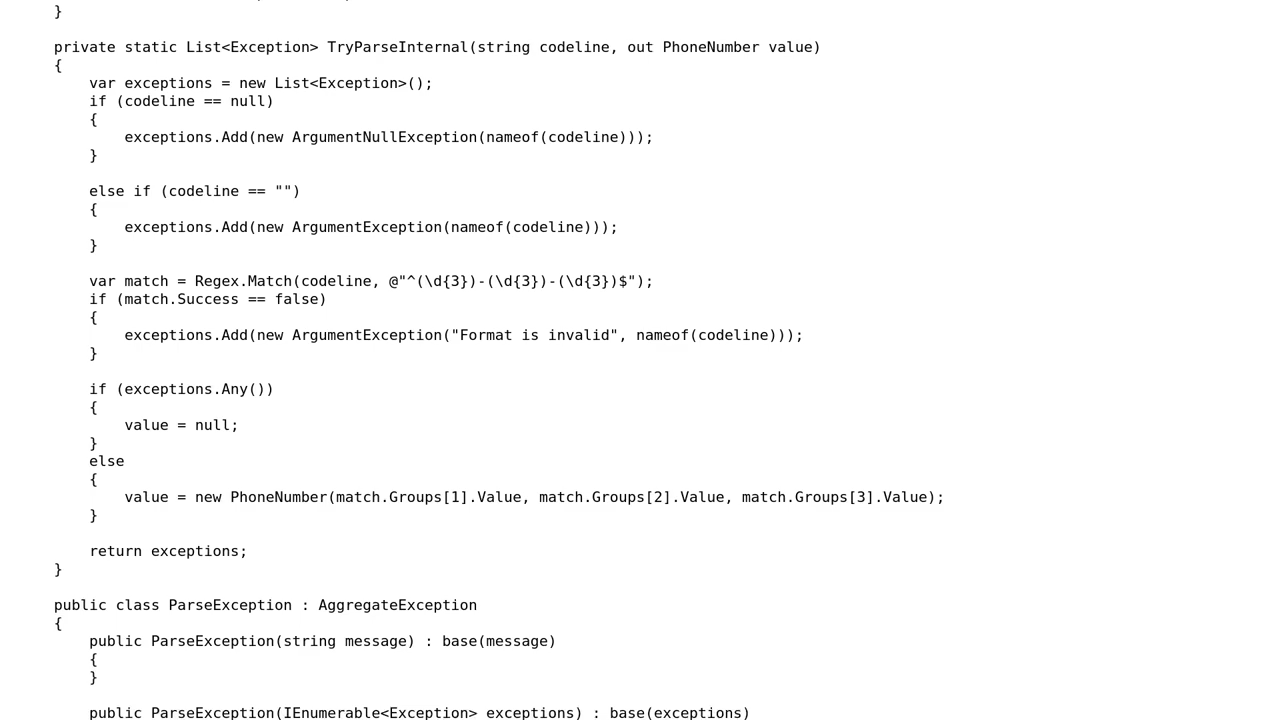 }
private static List<Exception> TryParseInternal(string codeline, out PhoneNumber value)
{
var exceptions = new List<Exception>();
if (codeline == null)
{
exceptions.Add(new ArgumentNullException(nameof(codeline)));
}
else if (codeline == "")
{
exceptions.Add(new ArgumentException(nameof(codeline)));
}
var match = Regex.Match(codeline, @"^(\d{3})-(\d{3})-(\d{3})$");
if (match.Success == false)
{
exceptions.Add(new ArgumentException("Format is invalid", nameof(codeline)));
}
if (exceptions.Any())
{
value = null;
}
else
{
value = new PhoneNumber(match.Groups[1].Value, match.Groups[2].Value, match.Groups[3].Value);
}
return exceptions;
}
public class ParseException : AggregateException
{
public ParseException(string message) : base(message)
{
}
public ParseException(IEnumerable<Exception> exceptions) : base(exceptions)